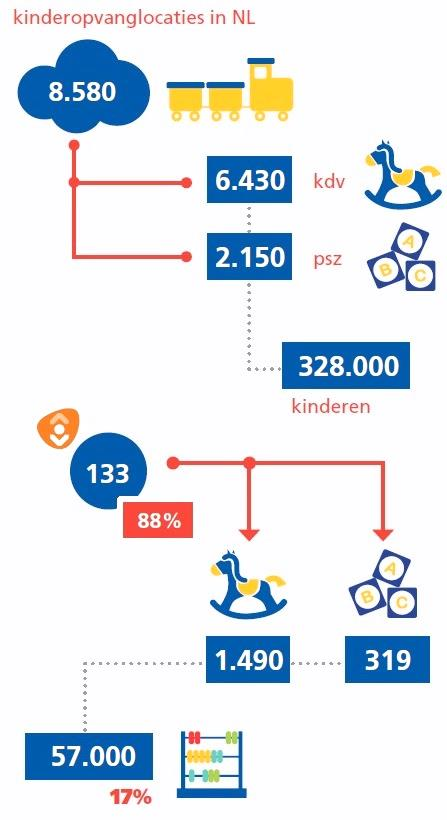 kinderopvanglocaties in NL
8.580
6.430 kdv
A
2.150 psz
B C
328.000
kinderen
133
88%
A
B C
1.490 319
57.000
17%